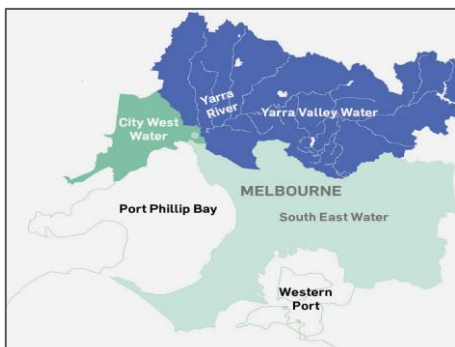 Yarra
River
Yarra Valley Water
City West
Water
MELBOURNE
Port Phillip Bay
South East Water
Western
Port